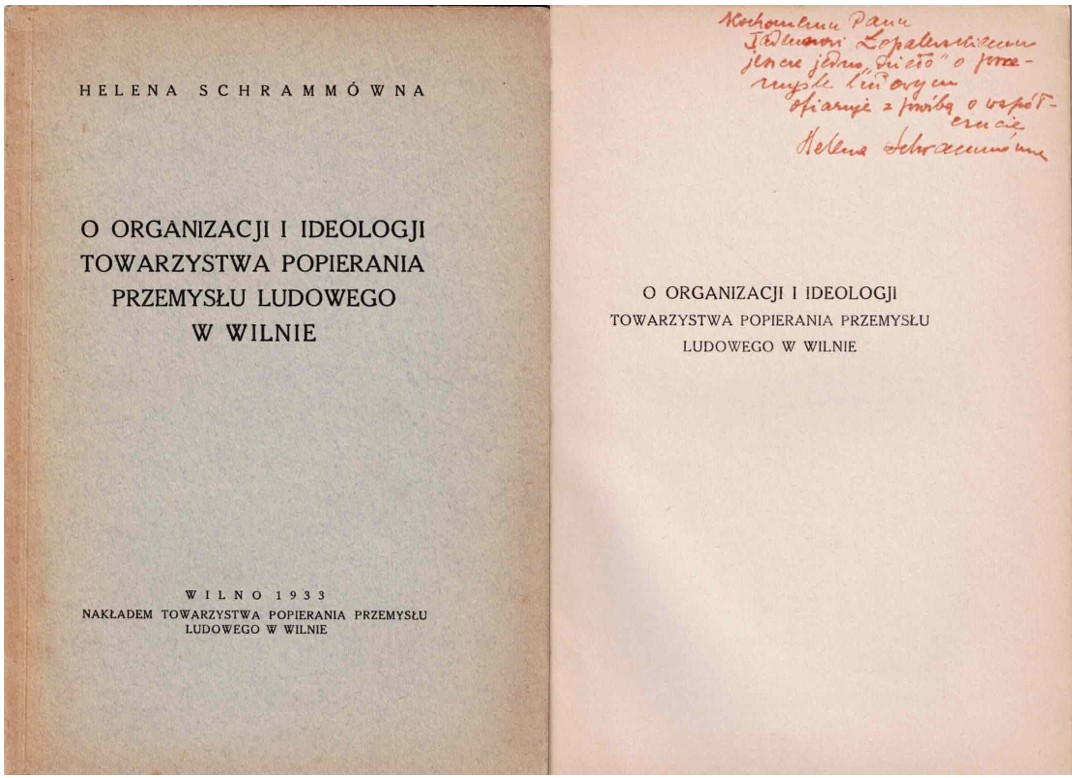 HELENA SCHRAMMÓWNA
O ORGANIZACJI I IDEOLOGJI
TOWARZYSTWA POPIERANIA
PRZEMYSŁU LUDOWEGO
W WILNIE
WILNO 1933
NAKŁADEM TOWARZYSTWA POPIERANIA PRZEMYSŁU
LUDOWEGO W WILNIE
Kochanemu Panu
Łopalewskiemu
jeszcze jedno „dzieło" o prze-
myśle ludowym
ofiaruję z prośbą o współ-
czucie
Helena Schrammówna
O ORGANIZACJI I IDEOLOGJI
TOWARZYSTWA POPIERANIA PRZEMYSŁU
LUDOWEGO W WILNIE